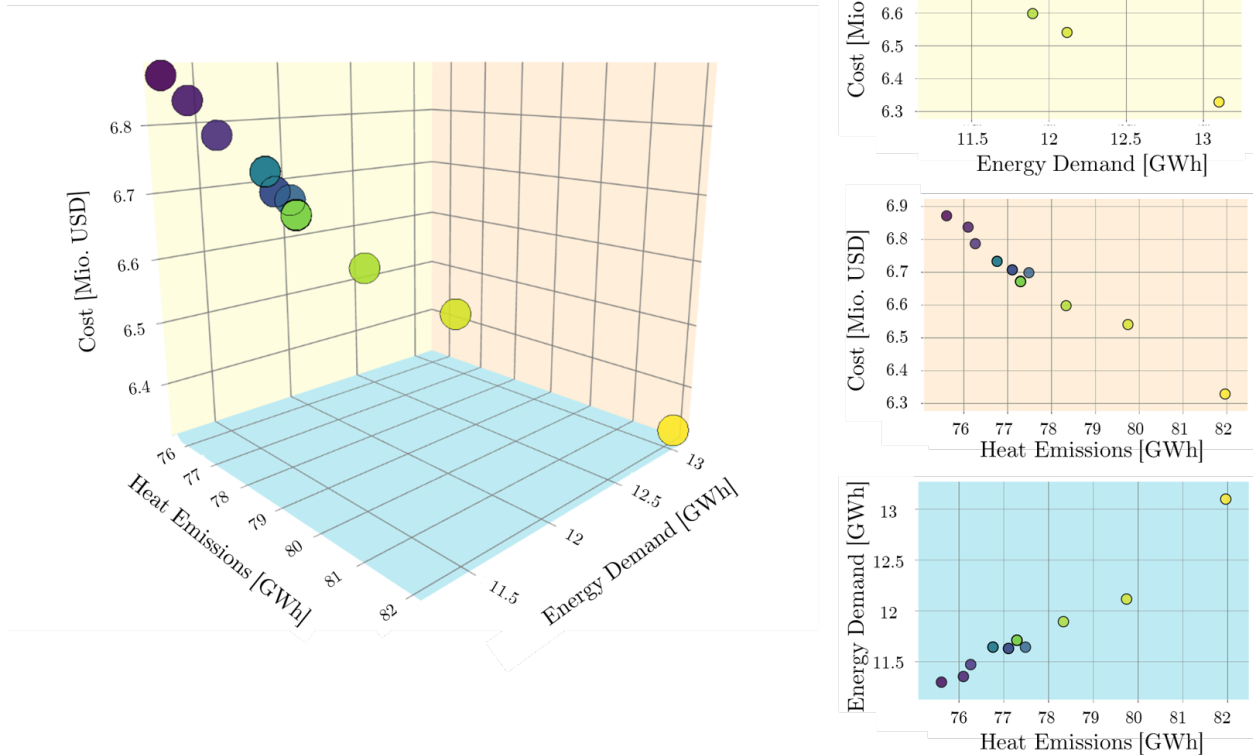 6.8
6.7
6.6
6.5
6.4
Cost [Mio. USD]
76
77
78
79
80
81
82
Heat Emissions [GWh]
11.5
12
12.5
13
Energy Demand [GWh]
6.6
6.5
6.4
6.3
Cost [Mio
11.5 12 12.5 13
Energy Demand [GWh]
6.9
6.8
6.7
6.6
6.5
6.4
6.3
Cost [Mio. USD]
76 77 78 79 80 81 82
Heat Emissions [GWh]
13
12.5
12
11.5
Energy Demand [GWh]
76 77 78 79 80 81 82
Heat Emissions [GWh]